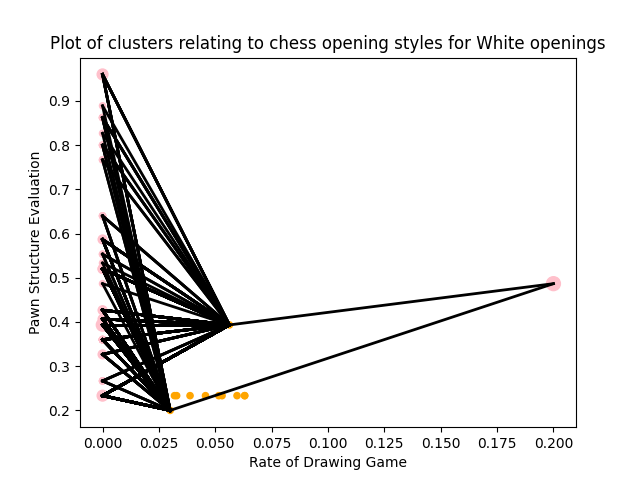 Plot of clusters relating to chess opening styles for White openings
Pawn Structure Evaluation
0.9
0.8
0.7
0.6
0.5
0.4
0.3
0.2
0.000 0.025 0.050 0.075 0.100 0.125 0.150 0.175 0.200
Rate of Drawing Game